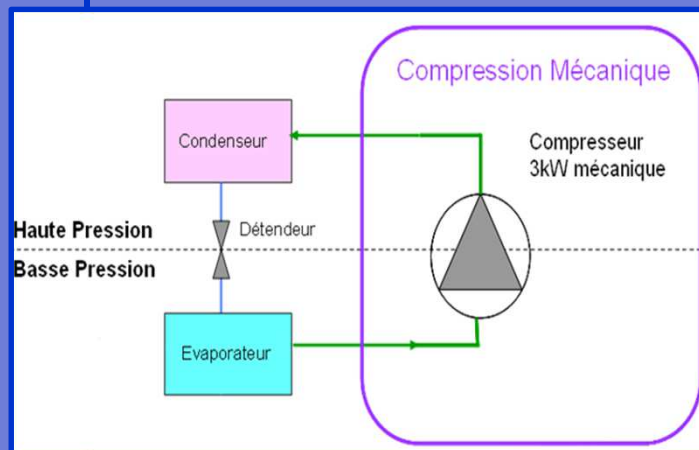 Compression Mécanique
Condenseur
Compresseur
3kW mécanique
Haute Pression
Détendeur
Basse Pression
Evaporateur